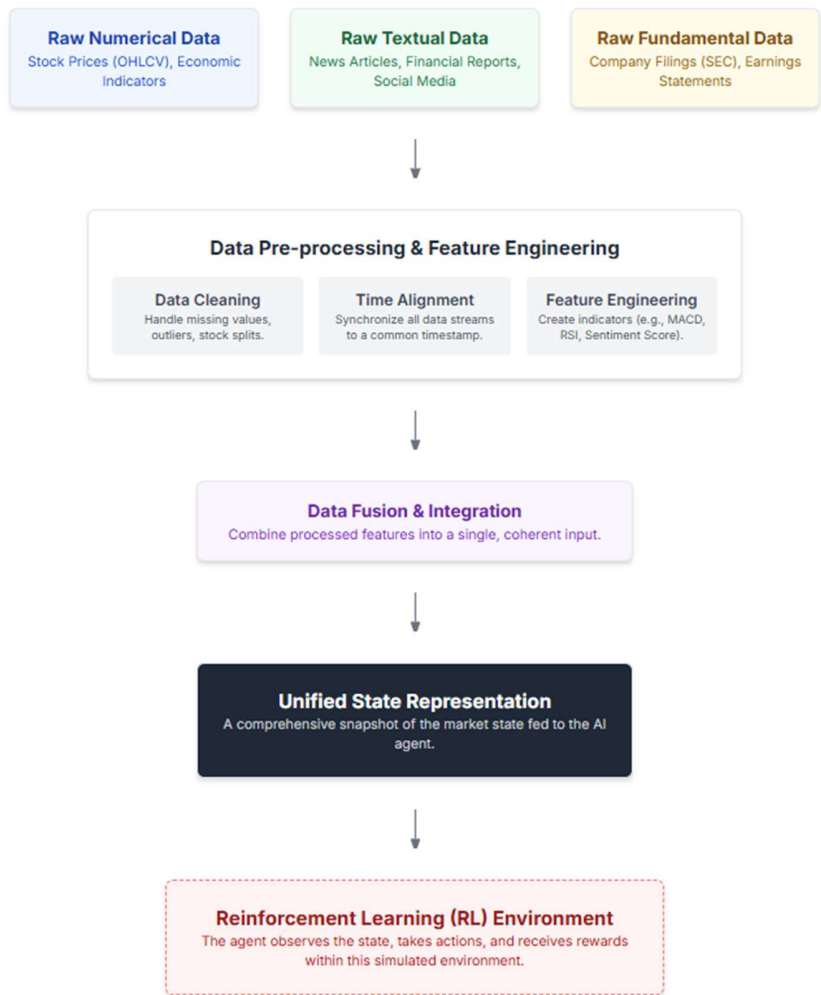 Raw Numerical Data
Stock Prices (OHLCV), Economic
Indicators
Raw Textual Data
News Articles, Financial Reports,
Social Media
Raw Fundamental Data
Company Filings (SEC), Earnings
Statements
Data Pre-processing & Feature Engineering
Data Cleaning
Handle missing values,
outliers, stock splits.
Time Alignment
Synchronize all data streams
to a common timestamp.
Feature Engineering
Create indicators (e.g., MACD,
RSI, Sentiment Score).
Data Fusion & Integration
Combine processed features into a single, coherent input.
Unified State Representation
A comprehensive snapshot of the market state fed to the AI
agent.
Reinforcement Learning (RL) Environment
The agent observes the state, takes actions, and receives rewards
within this simulated environment.